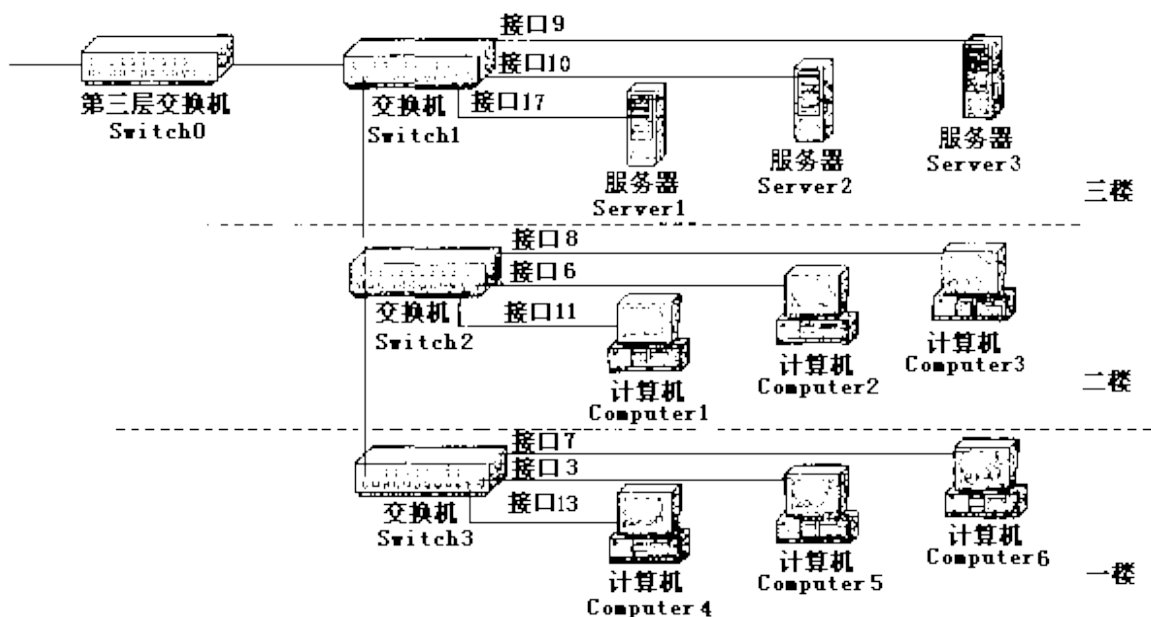 接口9
接口10
接口17
第三层交换机
Switch0
交换机
Switch1
服务器
Server1
服务器
Server2
服务器
Server3
三楼
接口8
接口6
接口11
交换机
Switch2
计算机
Computer1
计算机
Computer2
计算机
Computer3
二楼
接口7
接口3
接口13
交换机
Switch3
计算机
Computer4
计算机
Computer5
计算机
Computer6
一楼